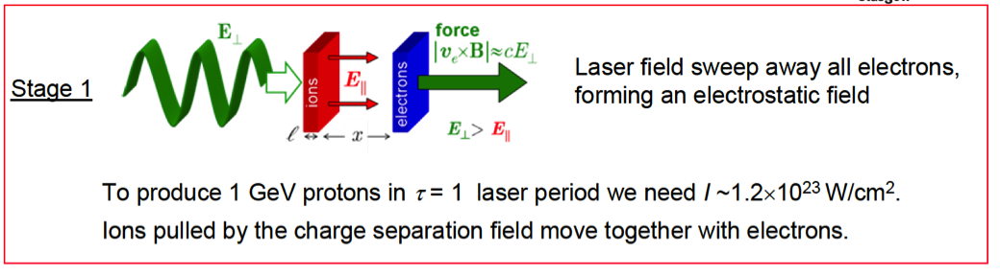 E⊥
force
|vₑ×B|≈cE⊥
Stage 1
ions
E∥
electrons
Laser field sweep away all electrons,
forming an electrostatic field
ℓ
x
E⊥> E∥
To produce 1 GeV protons in τ = 1 laser period we need I ~1.2×10²³ W/cm².
Ions pulled by the charge separation field move together with electrons.